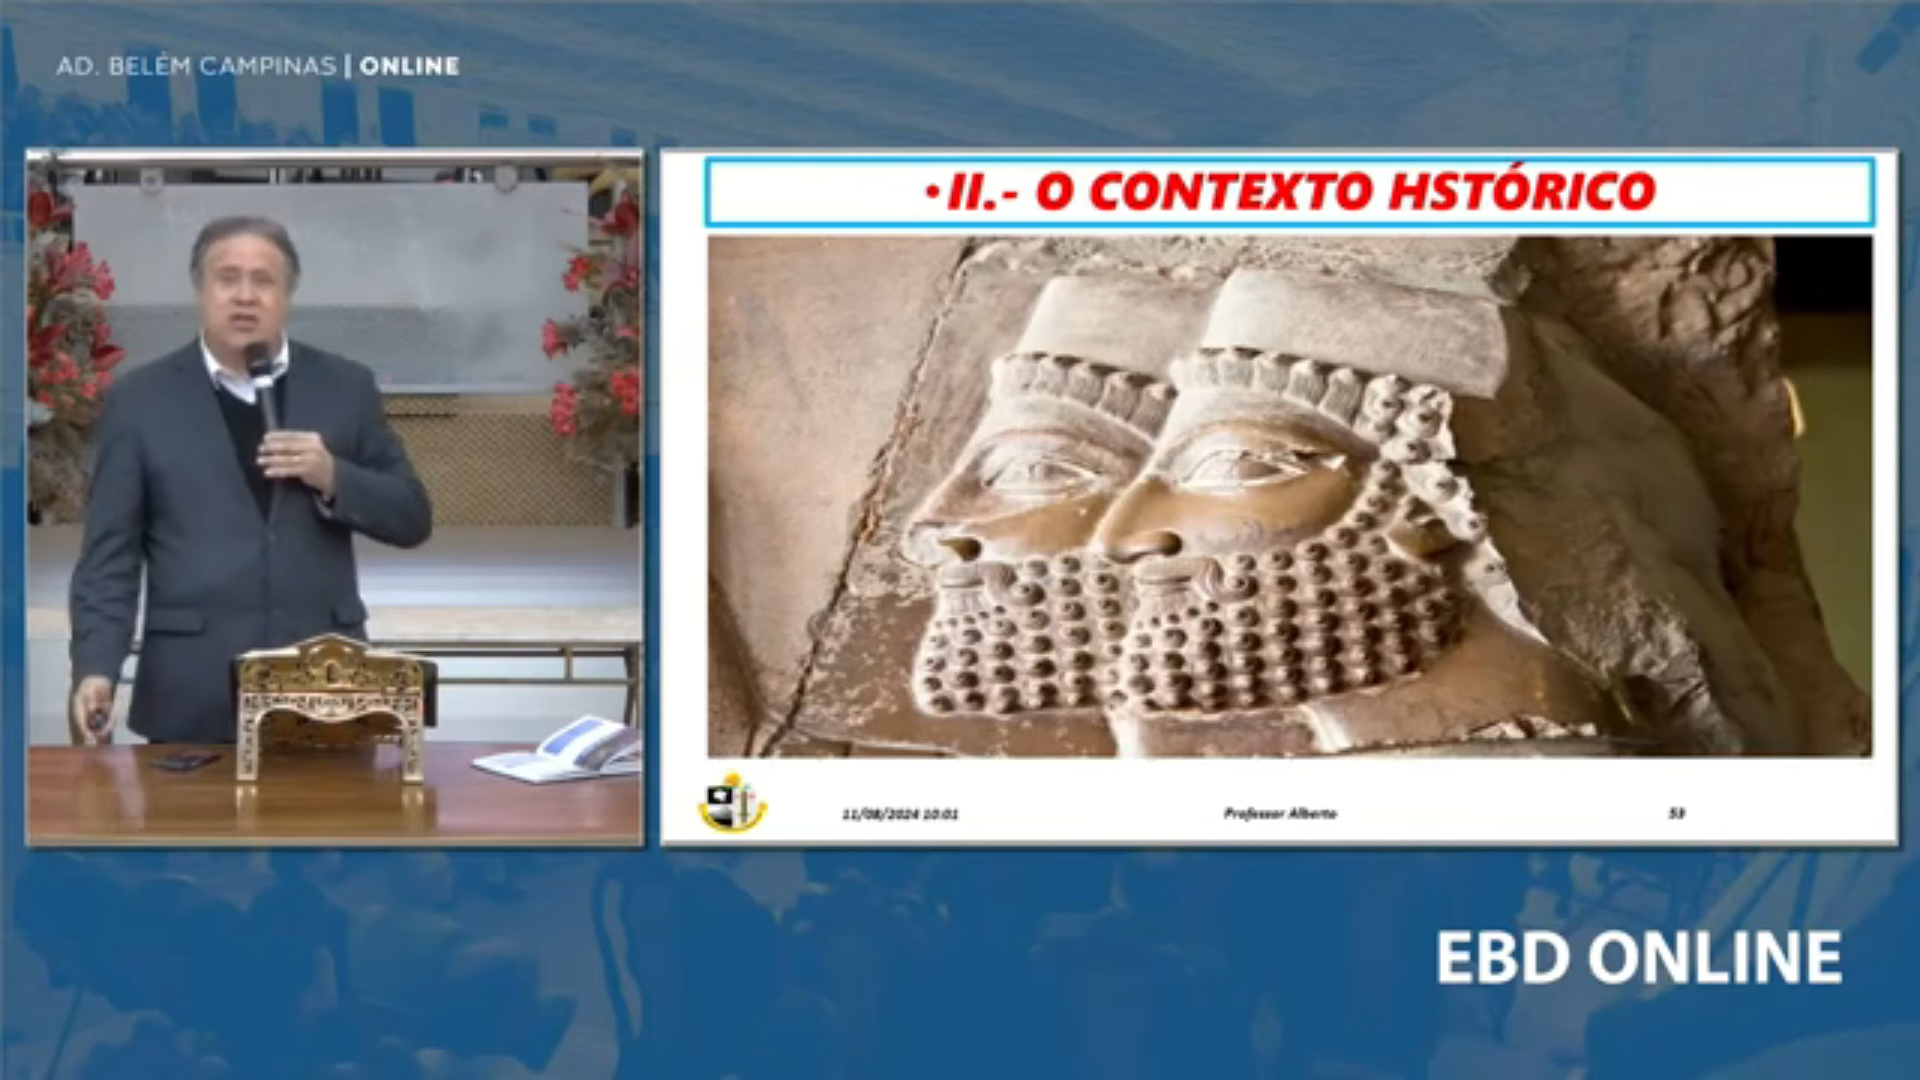 AD. BELÉM CAMPINAS | ONLINE
•II.- O CONTEXTO HSTÓRICO
11/08/2024 10:01
Professor Alberto
53
EBD ONLINE